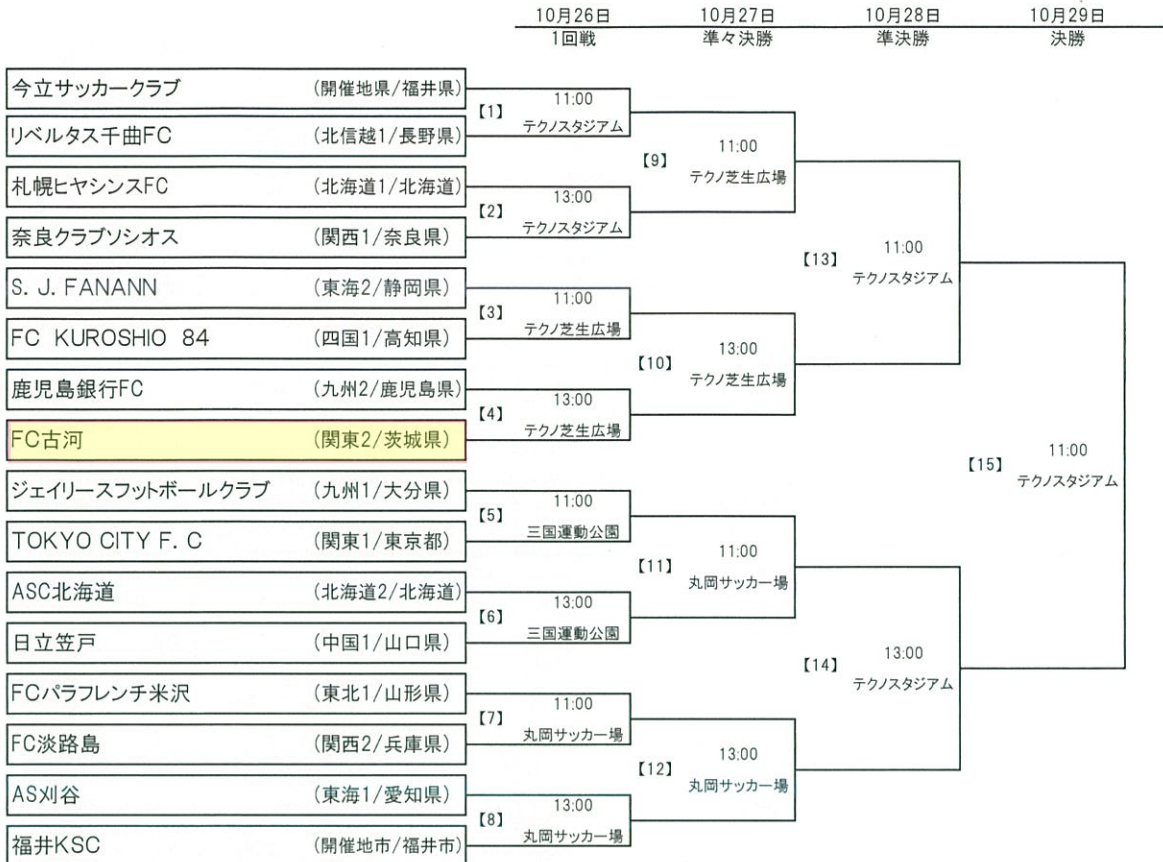 10月26日 10月27日 10月28日 10月29日
1回戦 準々決勝 準決勝 決勝
今立サッカークラブ (開催地県/福井県)
【1】 11:00
テクノスタジアム
リベルタス千曲FC (北信越1/長野県)
【9】 11:00
テクノ芝生広場
札幌ヒヤシンスFC (北海道1/北海道)
【2】 13:00
テクノスタジアム
奈良クラブソシオス (関西1/奈良県)
【13】 11:00
テクノスタジアム
S. J. FANANN (東海2/静岡県)
【3】 11:00
テクノ芝生広場
FC KUROSHIO 84 (四国1/高知県)
【10】 13:00
テクノ芝生広場
鹿児島銀行FC (九州2/鹿児島県)
【4】 13:00
テクノ芝生広場
FC古河 (関東2/茨城県)
【15】 11:00
テクノスタジアム
ジェイリースフットボールクラブ (九州1/大分県)
【5】 11:00
三国運動公園
TOKYO CITY F. C (関東1/東京都)
【11】 11:00
丸岡サッカー場
ASC北海道 (北海道2/北海道)
【6】 13:00
三国運動公園
日立笠戸 (中国1/山口県)
【14】 13:00
テクノスタジアム
FCパラフレンチ米沢 (東北1/山形県)
【7】 11:00
丸岡サッカー場
FC淡路島 (関西2/兵庫県)
【12】 13:00
丸岡サッカー場
AS刈谷 (東海1/愛知県)
【8】 13:00
丸岡サッカー場
福井KSC (開催地市/福井市)